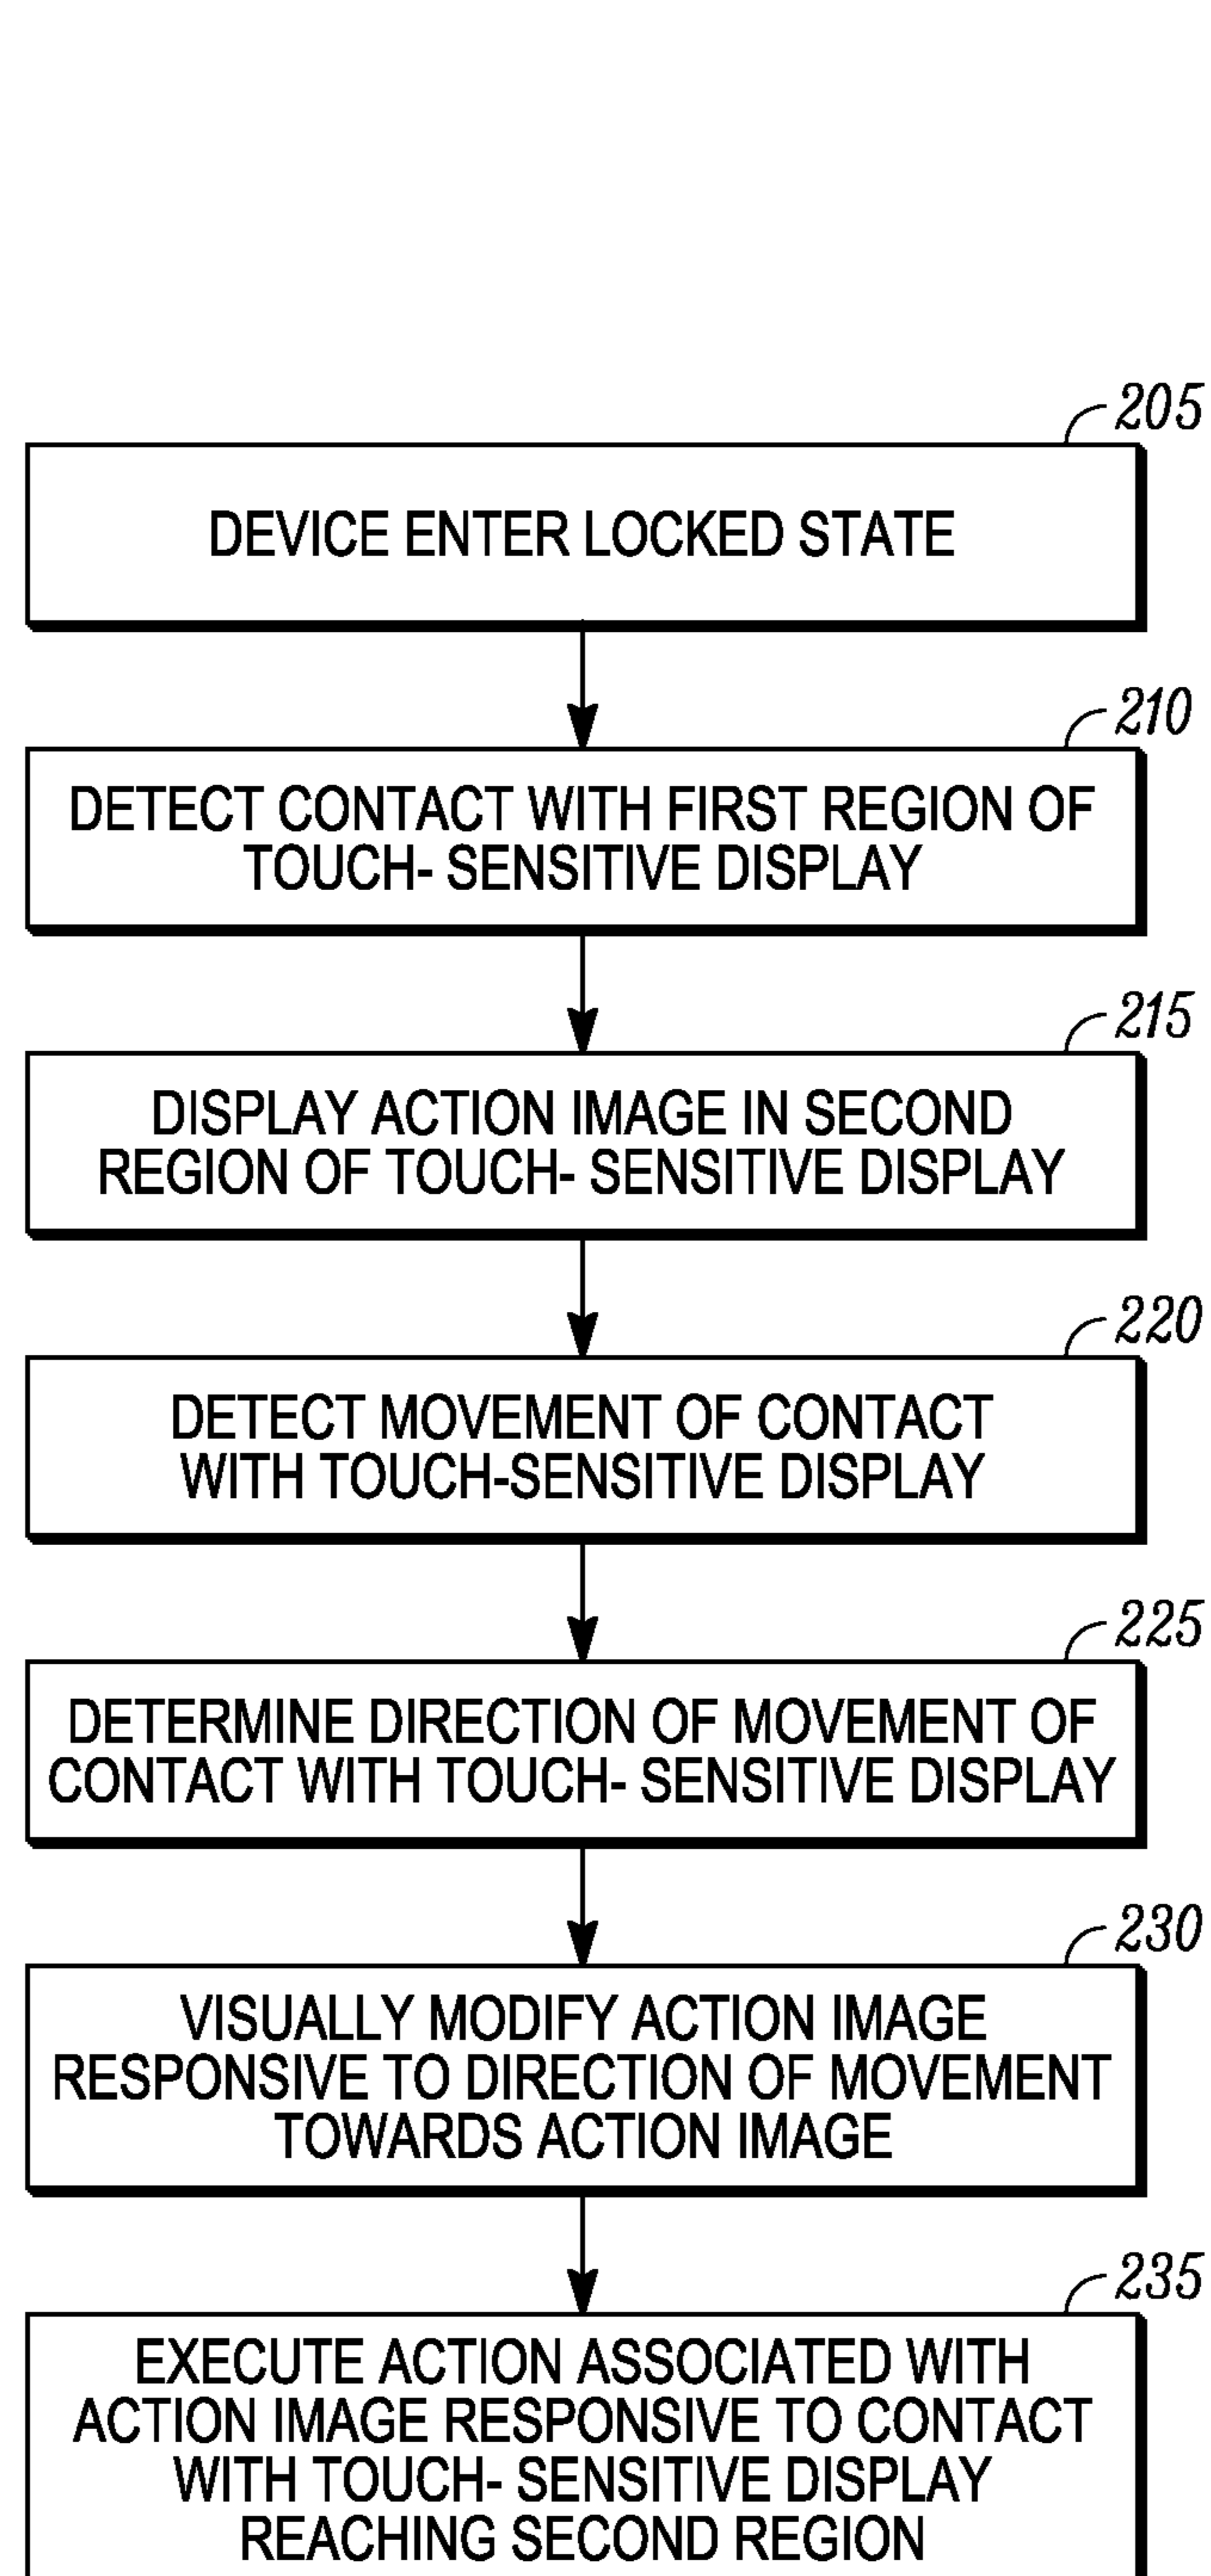 205
DEVICE ENTER LOCKED STATE
210
DETECT CONTACT WITH FIRST REGION OF
TOUCH- SENSITIVE DISPLAY
215
DISPLAY ACTION IMAGE IN SECOND
REGION OF TOUCH- SENSITIVE DISPLAY
220
DETECT MOVEMENT OF CONTACT
WITH TOUCH-SENSITIVE DISPLAY
225
DETERMINE DIRECTION OF MOVEMENT OF
CONTACT WITH TOUCH- SENSITIVE DISPLAY
230
VISUALLY MODIFY ACTION IMAGE
RESPONSIVE TO DIRECTION OF MOVEMENT
TOWARDS ACTION IMAGE
235
EXECUTE ACTION ASSOCIATED WITH
ACTION IMAGE RESPONSIVE TO CONTACT
WITH TOUCH- SENSITIVE DISPLAY
REACHING SECOND REGION